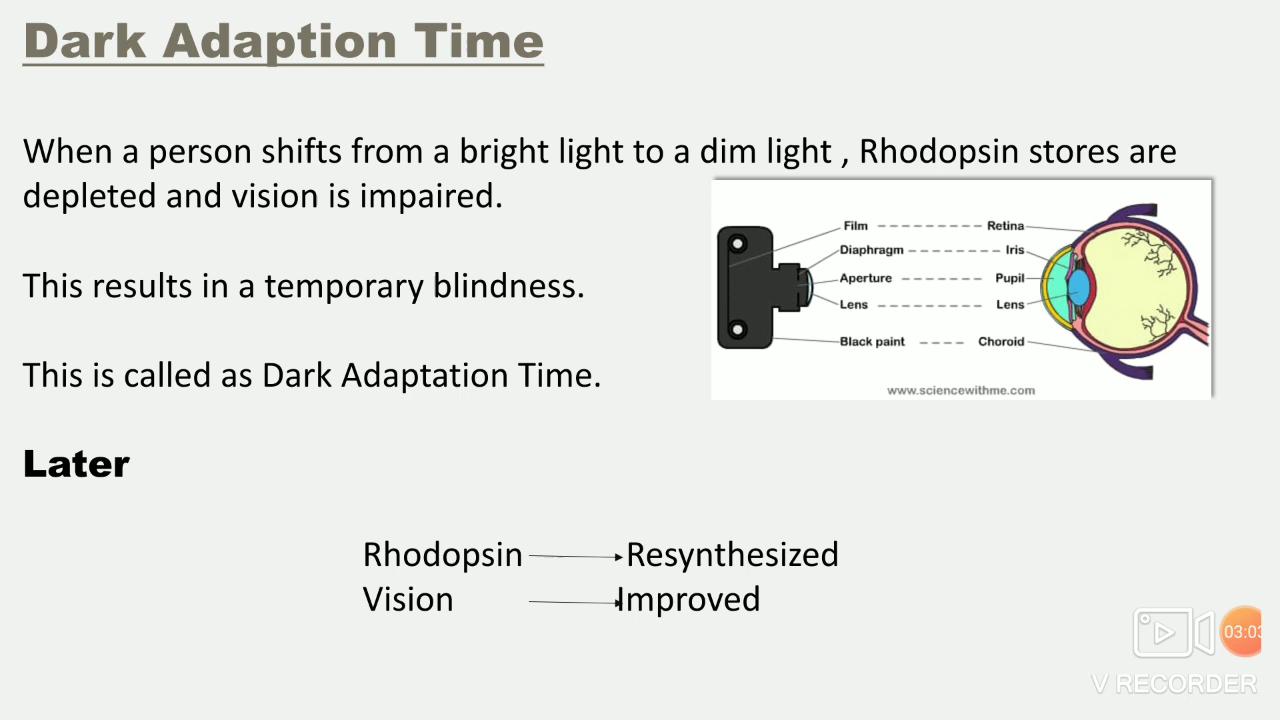 Dark Adaption Time
When a person shifts from a bright light to a dim light , Rhodopsin stores are
depleted and vision is impaired.
Film Retina
Diaphragm Iris
This results in a temporary blindness.
Aperture Pupil
Lens Lens
Black paint Choroid
www.sciencewithme.com
This is called as Dark Adaptation Time.
Later
Rhodopsin Resynthesized
Vision Improved
03:03
V RECORDER